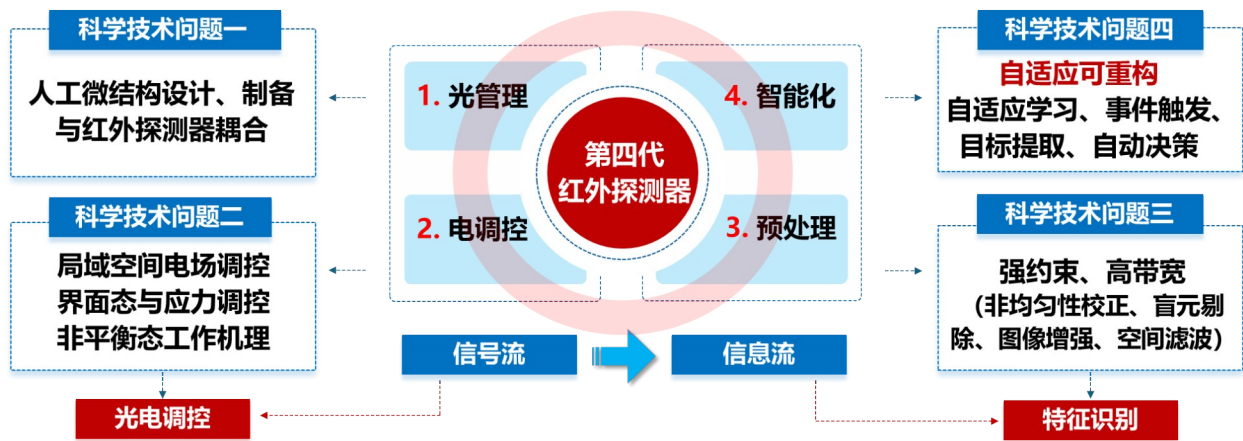 科学技术问题一
人工微结构设计、制备
与红外探测器耦合
科学技术问题二
局域空间电场调控
界面态与应力调控
非平衡态工作机理
光电调控
1. 光管理
2. 电调控
第四代
红外探测器
4. 智能化
3. 预处理
信号流
信息流
科学技术问题四
自适应可重构
自适应学习、事件触发、
目标提取、自动决策
科学技术问题三
强约束、高带宽
（非均匀性校正、盲元剔
除、图像增强、空间滤波）
特征识别